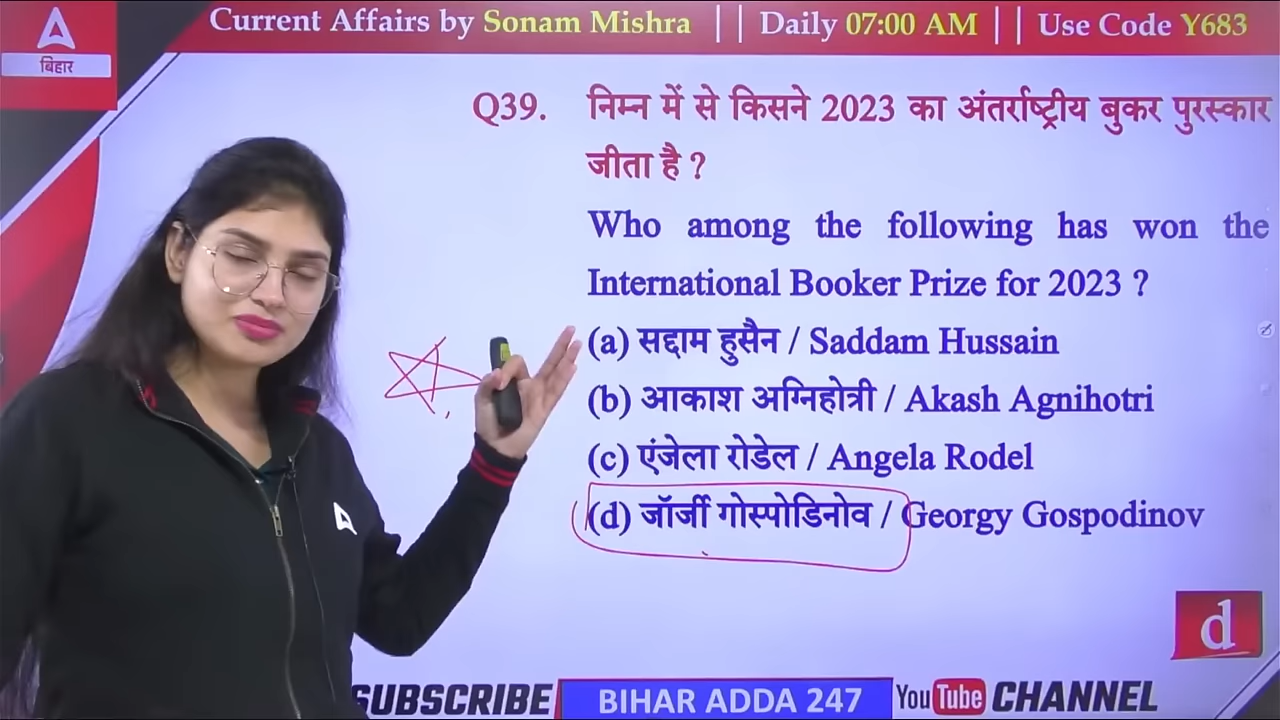 Current Affairs by Sonam Mishra || Daily 07:00 AM || Use Code Y683
बिहार
Q39. निम्न में से किसने 2023 का अंतर्राष्ट्रीय बुकर पुरस्कार
जीता है ?
Who among the following has won the
International Booker Prize for 2023 ?
(a) सद्दाम हुसैन / Saddam Hussain
(b) आकाश अग्निहोत्री / Akash Agnihotri
(c) एंजेला रोडेल / Angela Rodel
(d) जॉर्जी गोस्पोडिनोव / Georgy Gospodinov
d
SUBSCRIBE BIHAR ADDA 247 YouTube CHANNEL